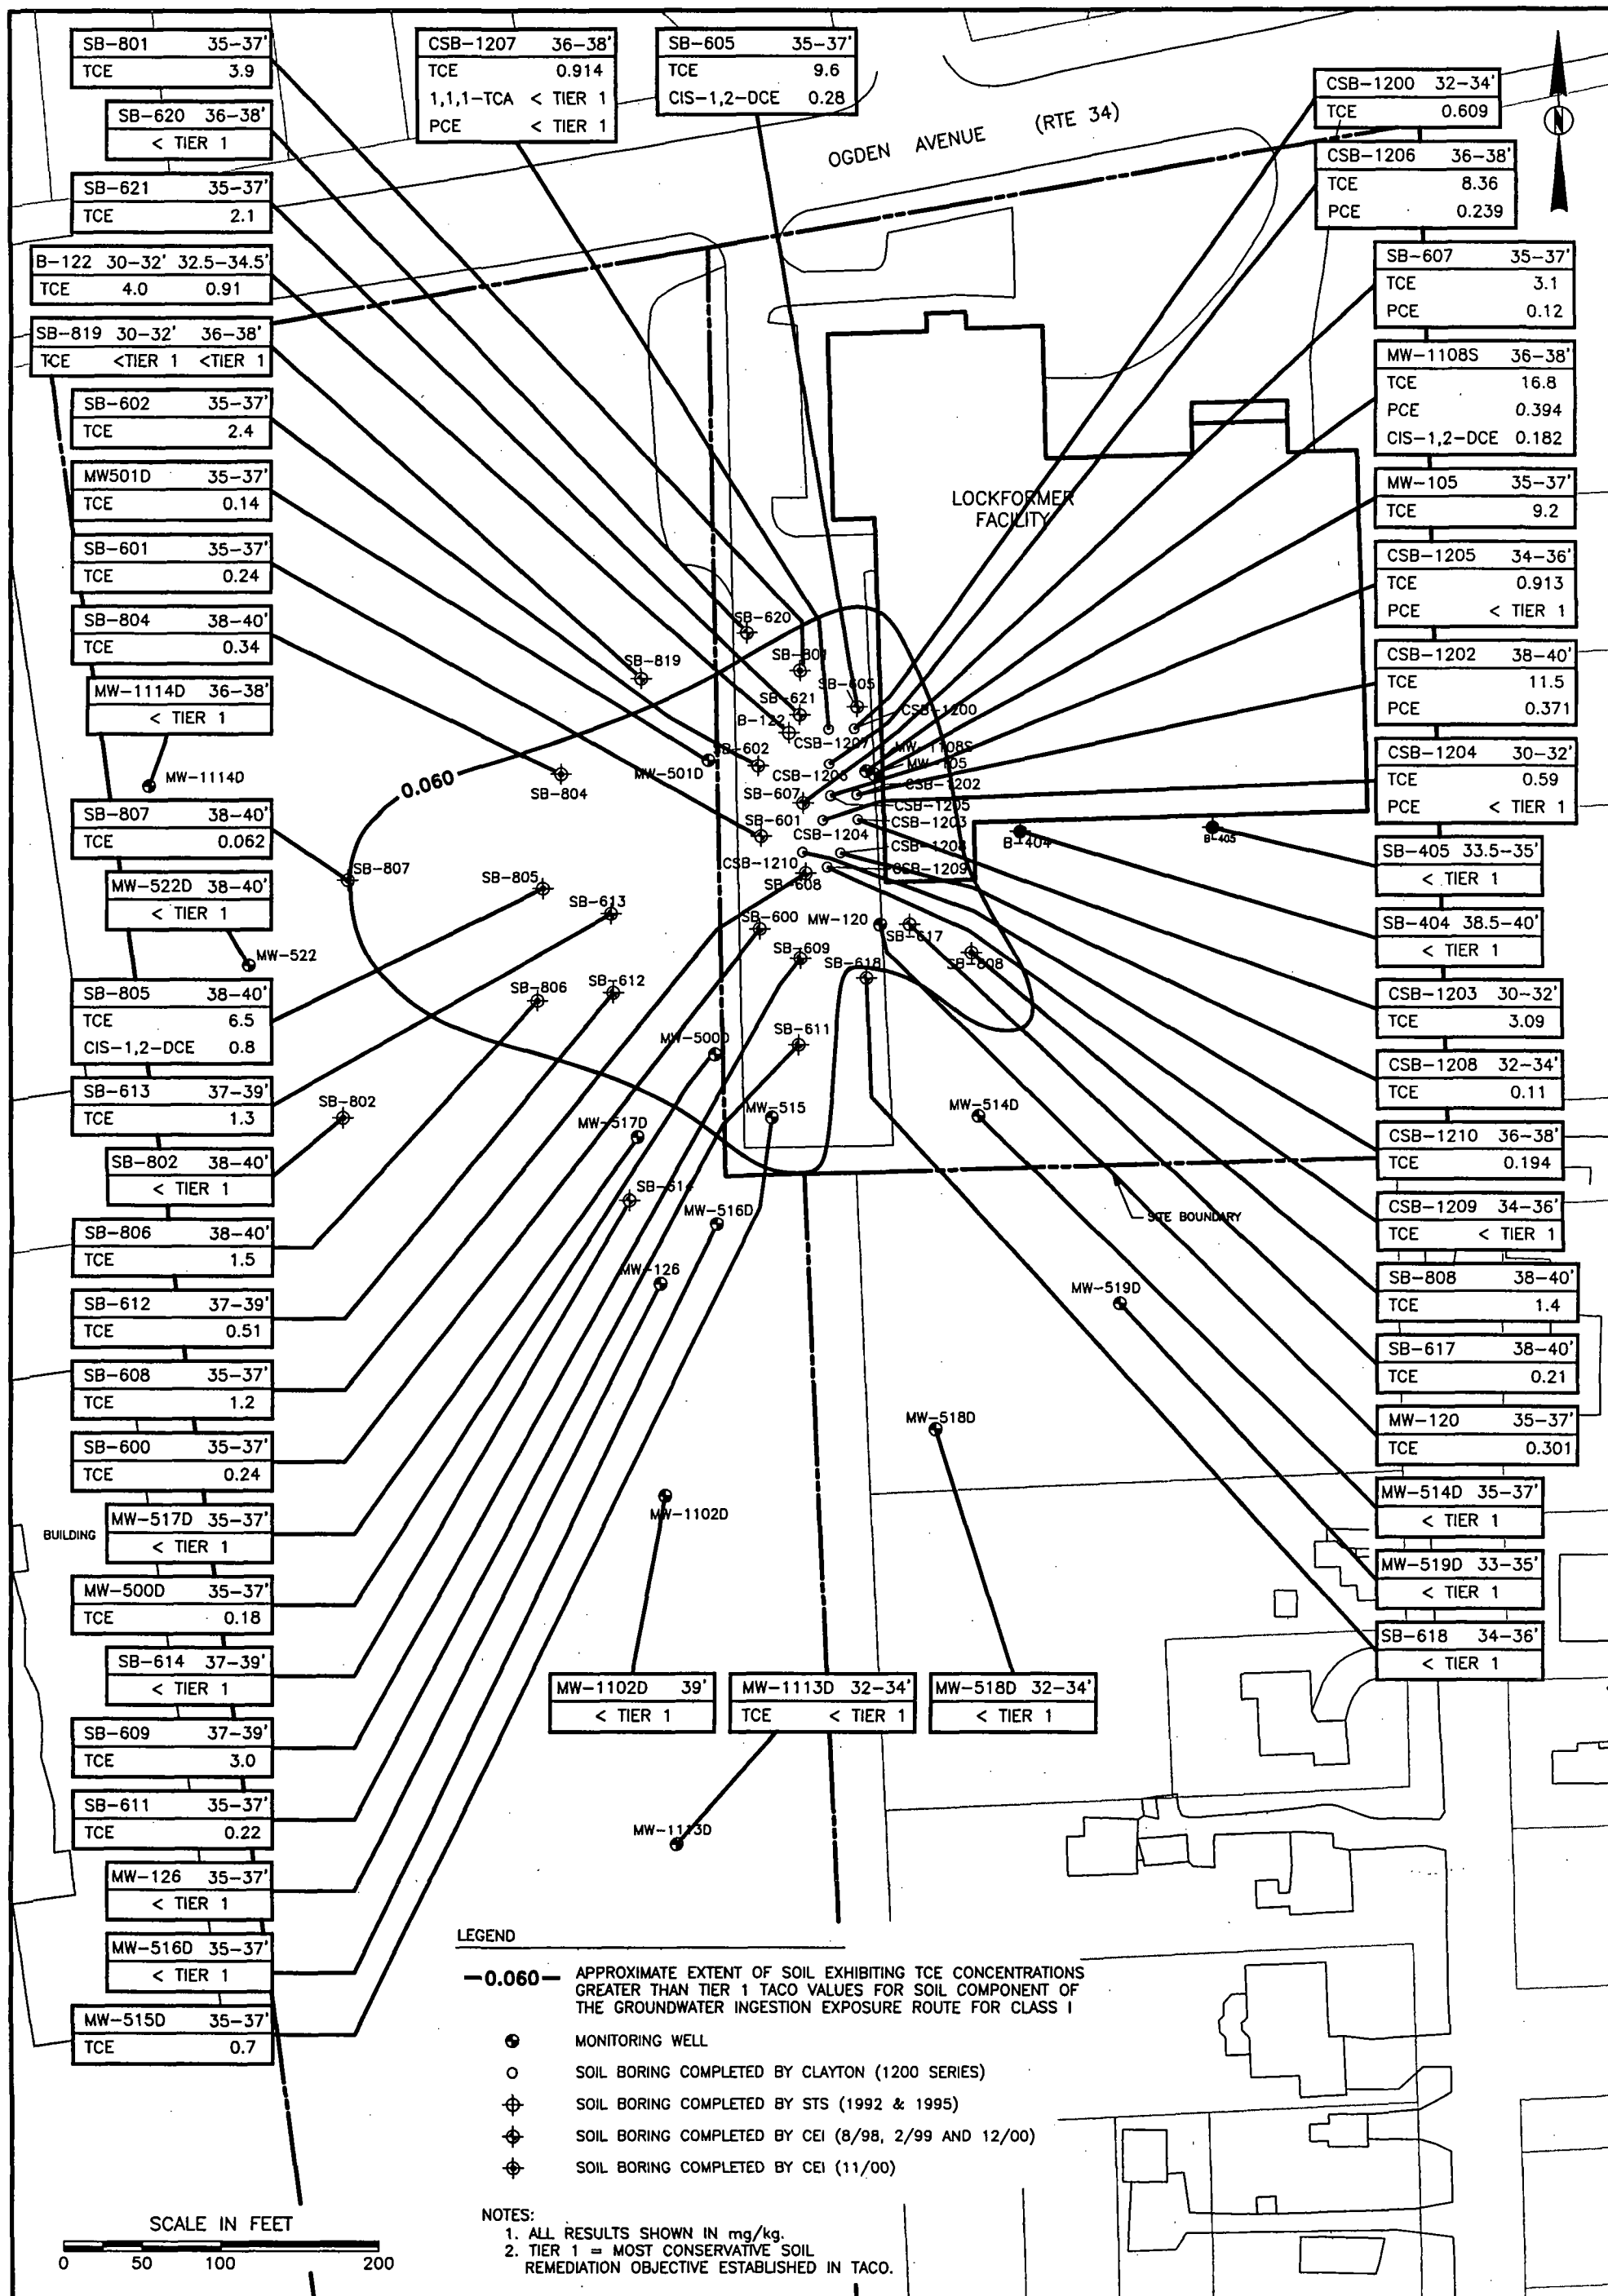 SB-801 35-37'
TCE 3.9
SB-620 36-38'
< TIER 1
SB-621 35-37'
TCE 2.1
B-122 30-32' 32.5-34.5'
TCE 4.0 0.91
SB-819 30-32' 36-38'
TCE <TIER 1 <TIER 1
SB-602 35-37'
TCE 2.4
MW501D 35-37'
TCE 0.14
SB-601 35-37'
TCE 0.24
SB-804 38-40'
TCE 0.34
MW-1114D 36-38'
< TIER 1
SB-807 38-40'
TCE 0.062
MW-522D 38-40'
< TIER 1
SB-805 38-40'
TCE 6.5
CIS-1,2-DCE 0.8
SB-613 37-39'
TCE 1.3
SB-802 38-40'
< TIER 1
SB-806 38-40'
TCE 1.5
SB-612 37-39'
TCE 0.51
SB-608 35-37'
TCE 1.2
SB-600 35-37'
TCE 0.24
MW-517D 35-37'
< TIER 1
BUILDING
MW-500D 35-37'
TCE 0.18
SB-614 37-39'
< TIER 1
SB-609 37-39'
TCE 3.0
SB-611 35-37'
TCE 0.22
MW-126 35-37'
< TIER 1
MW-516D 35-37'
< TIER 1
MW-515D 35-37'
TCE 0.7
CSB-1207 36-38'
TCE 0.914
1,1,1-TCA < TIER 1
PCE < TIER 1
SB-605 35-37'
TCE 9.6
CIS-1,2-DCE 0.28
OGDEN AVENUE (RTE 34)
N
CSB-1200 32-34'
TCE 0.609
CSB-1206 36-38'
TCE 8.36
PCE 0.239
SB-607 35-37'
TCE 3.1
PCE 0.12
MW-1108S 36-38'
TCE 16.8
PCE 0.394
CIS-1,2-DCE 0.182
MW-105 35-37'
TCE 9.2
CSB-1205 34-36'
TCE 0.913
PCE < TIER 1
CSB-1202 38-40'
TCE 11.5
PCE 0.371
CSB-1204 30-32'
TCE 0.59
PCE < TIER 1
SB-405 33.5-35'
< TIER 1
SB-404 38.5-40'
< TIER 1
CSB-1203 30-32'
TCE 3.09
CSB-1208 32-34'
TCE 0.11
CSB-1210 36-38'
TCE 0.194
CSB-1209 34-36'
TCE < TIER 1
SB-808 38-40'
TCE 1.4
SB-617 38-40'
TCE 0.21
MW-120 35-37'
TCE 0.301
MW-514D 35-37'
< TIER 1
MW-519D 33-35'
< TIER 1
SB-618 34-36'
< TIER 1
LOCKFORMER
FACILITY
SB-620
SB-819
SB-801
SB-605
SB-621
CSB-1200
B-122
CSB-1207
SB-602
MW-1108S
MW-501D
MW-105
CSB-1206
CSB-1202
SB-804
0.060
SB-607
CSB-1205
MW-1114D
SB-601
CSB-1203
CSB-1204
B-404
B-405
CSB-1208
CSB-1210
CSB-1209
SB-807
SB-805
SB-608
SB-613
SB-600
MW-120
SB-617
SB-609
SB-618
SB-808
MW-522
SB-806
SB-612
SB-611
MW-500D
SB-802
MW-517D
MW-515
MW-514D
SB-614
MW-516D
SITE BOUNDARY
MW-126
MW-519D
MW-518D
MW-1102D
MW-1102D 39'
< TIER 1
MW-1113D 32-34'
TCE < TIER 1
MW-518D 32-34'
< TIER 1
MW-1113D
LEGEND
0.060 APPROXIMATE EXTENT OF SOIL EXHIBITING TCE CONCENTRATIONS
GREATER THAN TIER 1 TACO VALUES FOR SOIL COMPONENT OF
THE GROUNDWATER INGESTION EXPOSURE ROUTE FOR CLASS I
MONITORING WELL
SOIL BORING COMPLETED BY CLAYTON (1200 SERIES)
SOIL BORING COMPLETED BY STS (1992 & 1995)
SOIL BORING COMPLETED BY CEI (8/98, 2/99 AND 12/00)
SOIL BORING COMPLETED BY CEI (11/00)
NOTES:
1. ALL RESULTS SHOWN IN mg/kg.
2. TIER 1 = MOST CONSERVATIVE SOIL
REMEDIATION OBJECTIVE ESTABLISHED IN TACO.
SCALE IN FEET
0 50 100 200